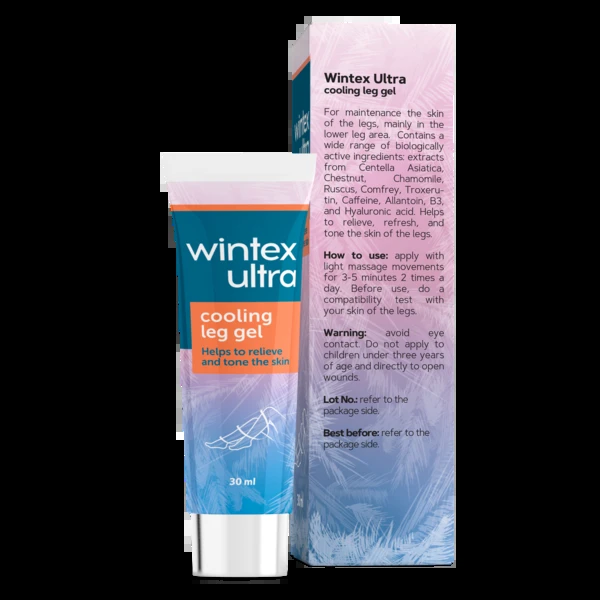 wintex
ultra
cooling
leg gel
Helps to relieve
and tone the skin
30 ml
Wintex Ultra
cooling leg gel
For maintenance the skin
of the legs, mainly in the
lower leg area. Contains a
wide range of biologically
active ingredients: extracts
from Centella Asiatica,
Chestnut, Chamomile,
Ruscus, Comfrey, Troxeru-
tin, Caffeine, Allantoin, B3,
and Hyaluronic acid. Helps
to relieve, refresh, and
tone the skin of the legs.
How to use: apply with
light massage movements
for 3-5 minutes 2 times a
day. Before use, do a
compatibility test with
your skin of the legs.
Warning: avoid eye
contact. Do not apply to
children under three years
of age and directly to open
wounds.
Lot No.: refer to the
package side.
Best before: refer to the
package side.
30 ml